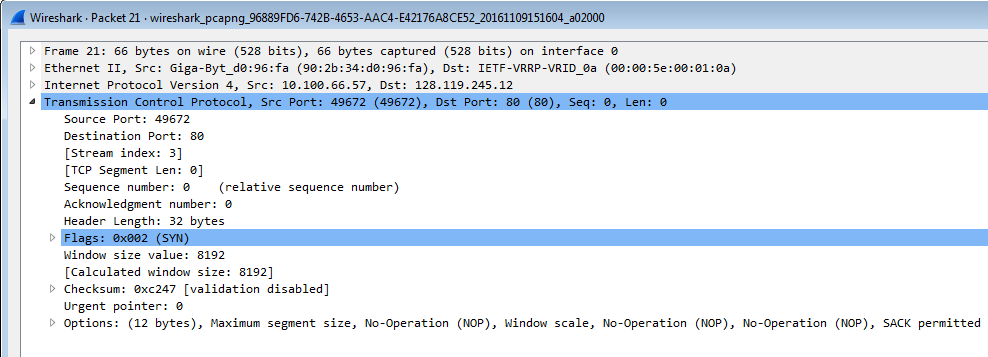 Wireshark · Packet 21 · wireshark_pcapng_96889FD6-742B-4653-AAC4-E42176A8CE52_20161109151604_a02000
Frame 21: 66 bytes on wire (528 bits), 66 bytes captured (528 bits) on interface 0
Ethernet II, Src: Giga-Byt_d0:96:fa (90:2b:34:d0:96:fa), Dst: IETF-VRRP-VRID_0a (00:00:5e:00:01:0a)
Internet Protocol Version 4, Src: 10.100.66.57, Dst: 128.119.245.12
Transmission Control Protocol, Src Port: 49672 (49672), Dst Port: 80 (80), Seq: 0, Len: 0
Source Port: 49672
Destination Port: 80
[Stream index: 3]
[TCP Segment Len: 0]
Sequence number: 0    (relative sequence number)
Acknowledgment number: 0
Header Length: 32 bytes
Flags: 0x002 (SYN)
Window size value: 8192
[Calculated window size: 8192]
Checksum: 0xc247 [validation disabled]
Urgent pointer: 0
Options: (12 bytes), Maximum segment size, No-Operation (NOP), Window scale, No-Operation (NOP), No-Operation (NOP), SACK permitted